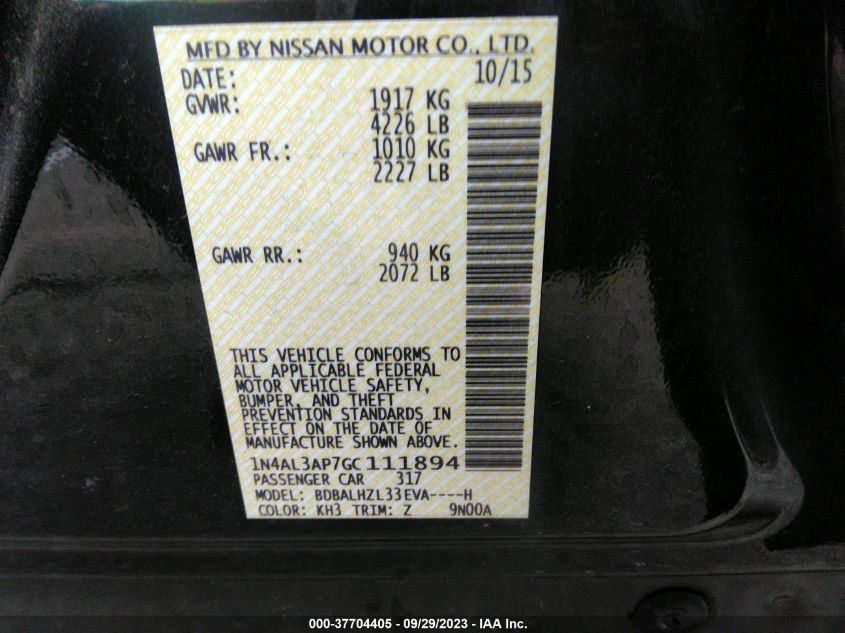 MFD BY NISSAN MOTOR CO., LTD.
DATE: 10/15
GVWR: 1917 KG
4226 LB
GAWR FR.: 1010 KG
2227 LB
GAWR RR.: 940 KG
2072 LB
THIS VEHICLE CONFORMS TO
ALL APPLICABLE FEDERAL
MOTOR VEHICLE SAFETY,
BUMPER, AND THEFT
PREVENTION STANDARDS IN
EFFECT ON THE DATE OF
MANUFACTURE SHOWN ABOVE.
1N4AL3AP7GC111894
PASSENGER CAR 317
MODEL: BDBALHZL33EVA----H
COLOR: KH3 TRIM: Z 9N00A
000-37704405 - 09/29/2023 - IAA Inc.